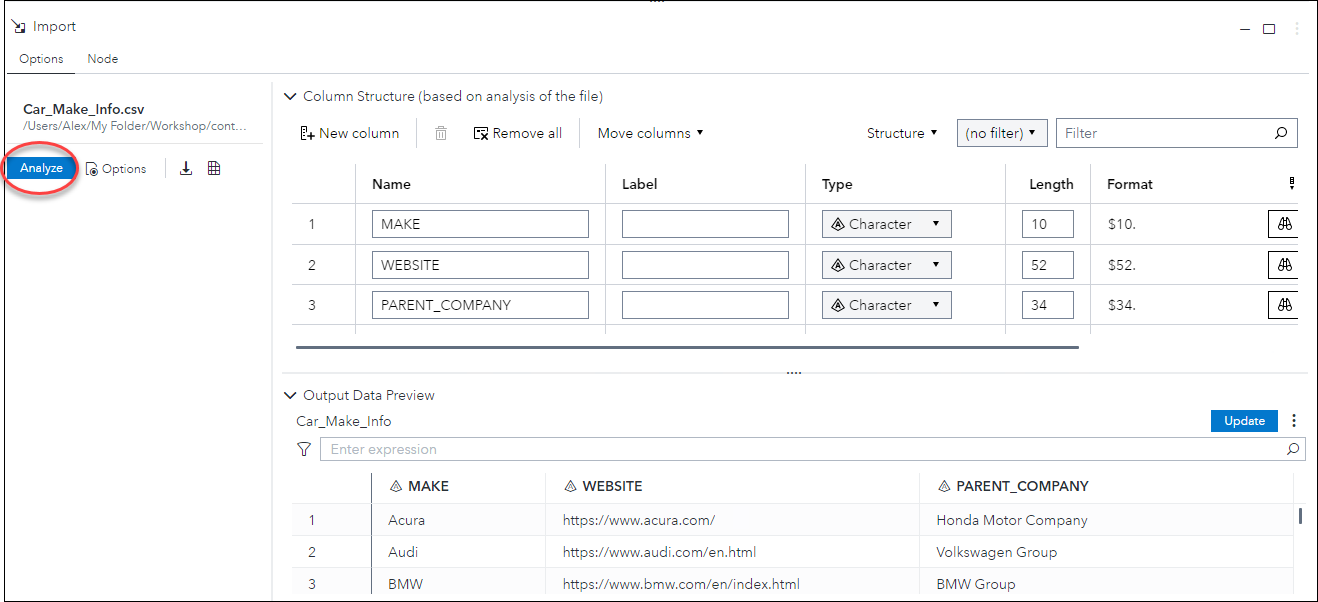 Import
Options Node
Car_Make_Info.csv
/Users/Alex/My Folder/Workshop/cont...
Analyze Options
Column Structure (based on analysis of the file)
New column Remove all Move columns Structure (no filter) Filter
Name Label Type Length Format
1 MAKE Character 10 $10.
2 WEBSITE Character 52 $52.
3 PARENT_COMPANY Character 34 $34.
Output Data Preview
Car_Make_Info Update
Enter expression
MAKE WEBSITE PARENT_COMPANY
1 Acura https://www.acura.com/ Honda Motor Company
2 Audi https://www.audi.com/en.html Volkswagen Group
3 BMW https://www.bmw.com/en/index.html BMW Group